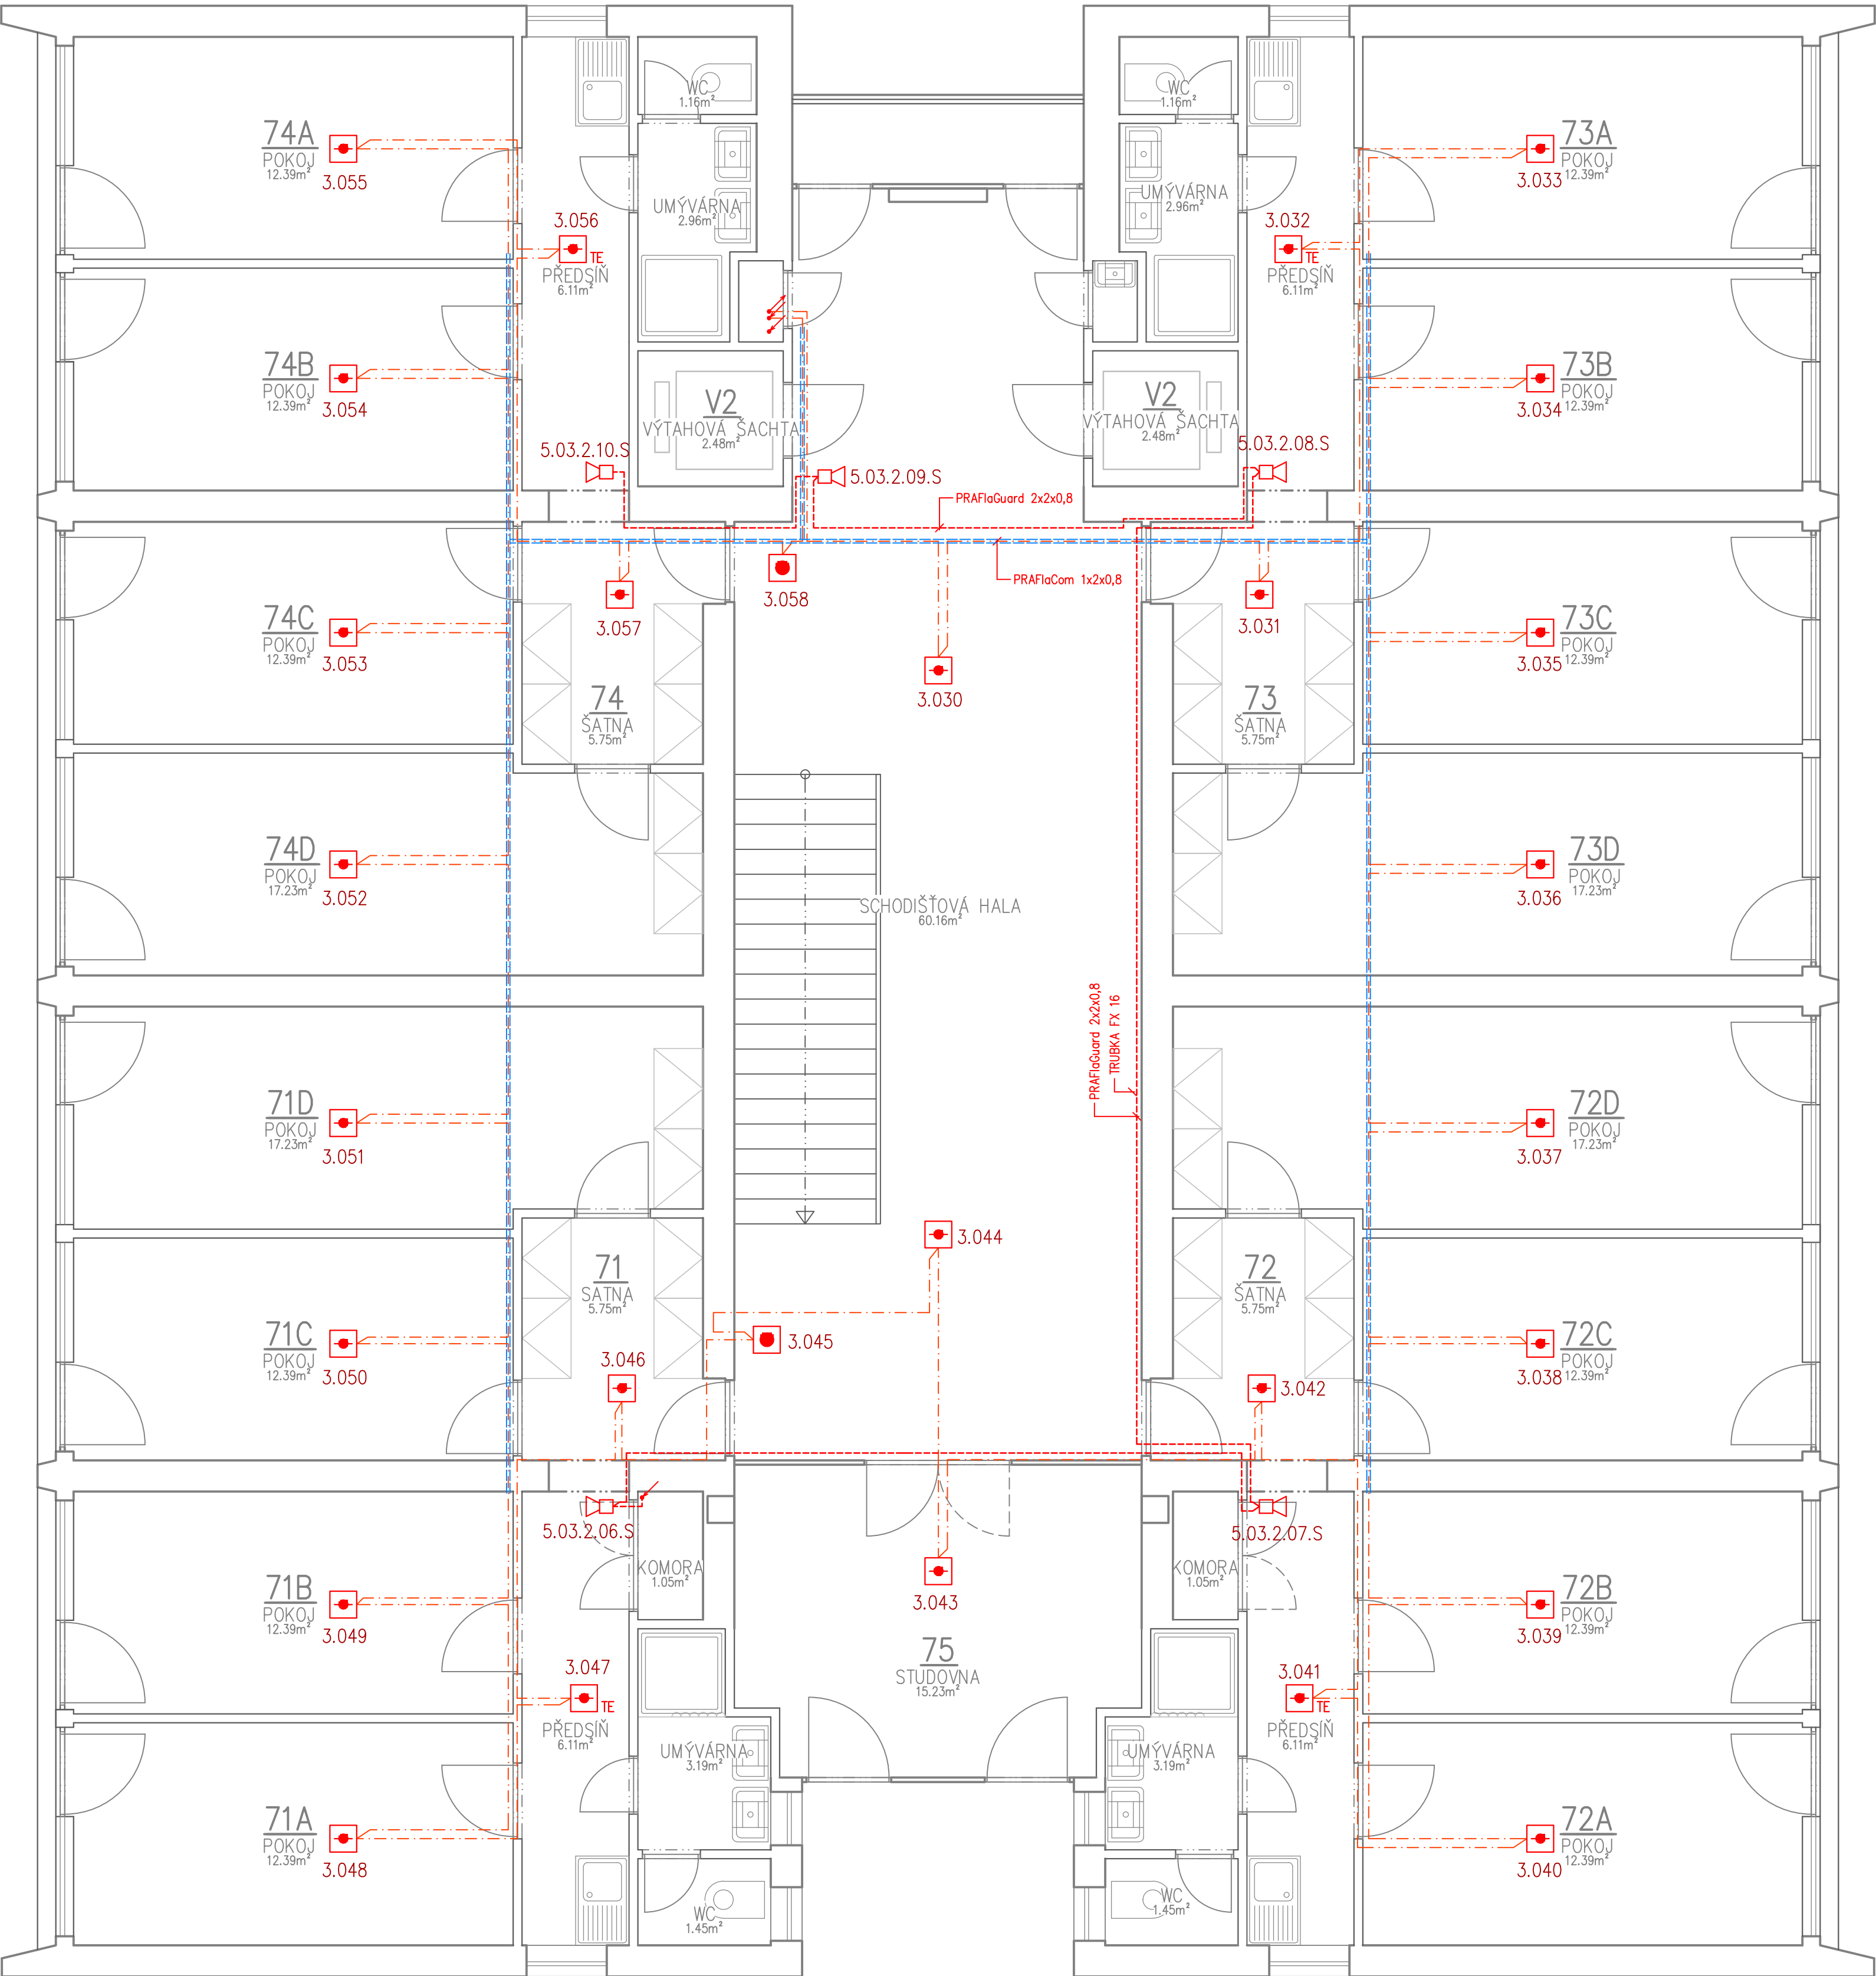 WC
1.16m²
WC
1.16m²
74A
POKOJ
12.39m²
3.055
73A
POKOJ
12.39m²
3.033
UMÝVÁRNA
2.96m²
UMÝVÁRNA
2.96m²
3.056
TE
PŘEDSÍŇ
6.11m²
3.032
TE
PŘEDSÍŇ
6.11m²
74B
POKOJ
12.39m²
3.054
73B
POKOJ
12.39m²
3.034
V2
VÝTAHOVÁ ŠACHTA
2.48m²
V2
VÝTAHOVÁ ŠACHTA
2.48m²
5.03.2.10.S
5.03.2.09.S
5.03.2.08.S
PRAFlaGuard 2x2x0,8
PRAFlaCom 1x2x0,8
3.058
3.057
3.031
74C
POKOJ
12.39m²
3.053
73C
POKOJ
12.39m²
3.035
3.030
74
ŠATNA
5.75m²
73
ŠATNA
5.75m²
74D
POKOJ
17.23m²
3.052
73D
POKOJ
17.23m²
3.036
SCHODIŠŤOVÁ HALA
60.16m²
PRAFlaGuard 2x2x0,8
TRUBKA FX 16
71D
POKOJ
17.23m²
3.051
72D
POKOJ
17.23m²
3.037
3.044
71
ŠATNA
5.75m²
72
ŠATNA
5.75m²
71C
POKOJ
12.39m²
3.050
3.045
72C
POKOJ
12.39m²
3.038
3.046
3.042
5.03.2.06.S
5.03.2.07.S
KOMORA
1.05m²
KOMORA
1.05m²
71B
POKOJ
12.39m²
3.049
3.043
72B
POKOJ
12.39m²
3.039
75
STUDOVNA
15.23m²
3.047
TE
PŘEDSÍŇ
6.11m²
3.041
TE
PŘEDSÍŇ
6.11m²
UMÝVÁRNA
3.19m²
UMÝVÁRNA
3.19m²
71A
POKOJ
12.39m²
3.048
72A
POKOJ
12.39m²
3.040
WC
1.45m²
WC
1.45m²